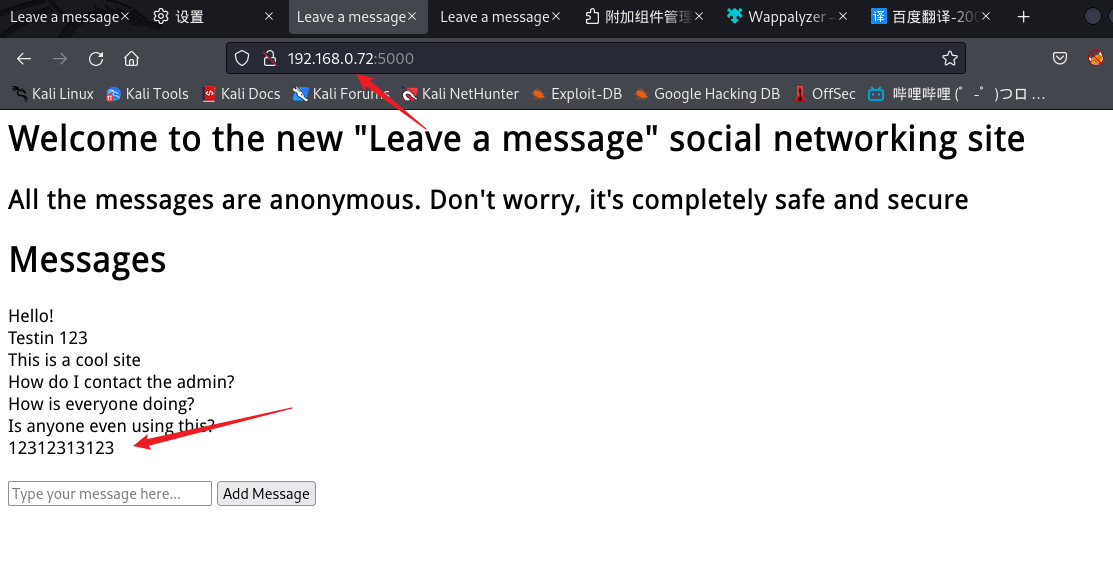 Leave a message× 设置 × Leave a message× Leave a message× 附加组件管理× Wappalyzer – × 百度翻译-200×
192.168.0.72:5000
Kali Linux Kali Tools Kali Docs Kali Forums Kali NetHunter Exploit-DB Google Hacking DB OffSec 哔哩哔哩 (゜-゜)つロ …
Welcome to the new "Leave a message" social networking site
All the messages are anonymous. Don't worry, it's completely safe and secure
Messages
Hello!
Testin 123
This is a cool site
How do I contact the admin?
How is everyone doing?
Is anyone even using this?
12312313123
Type your message here... Add Message